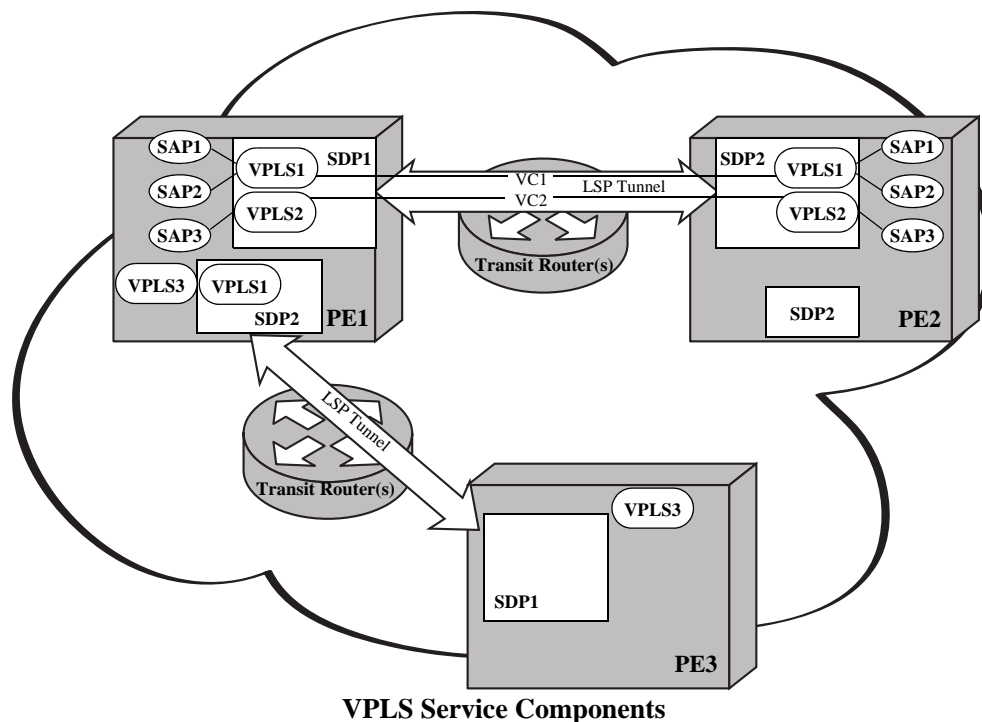 SAP1
SDP1
VPLS1
SAP2
VPLS2
SAP3
VPLS3
VPLS1
SDP2
PE1
VC1
LSP Tunnel
VC2
Transit Router(s)
SDP2
SAP1
VPLS1
SAP2
VPLS2
SAP3
SDP2
PE2
LSP Tunnel
Transit Router(s)
VPLS3
SDP1
PE3
VPLS Service Components